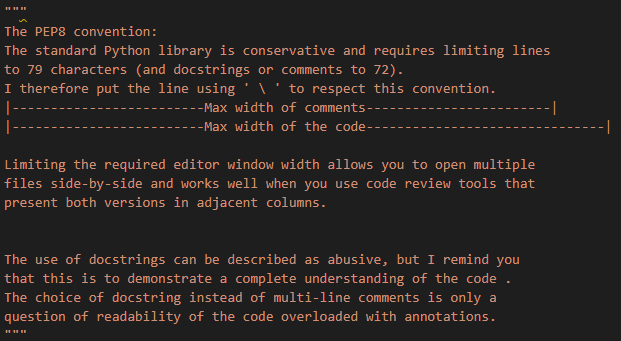 """
The PEP8 convention:
The standard Python library is conservative and requires limiting lines
to 79 characters (and docstrings or comments to 72).
I therefore put the line using ' \ ' to respect this convention.
|-------------------------Max width of comments------------------------|
|-------------------------Max width of the code-------------------------------|
Limiting the required editor window width allows you to open multiple
files side-by-side and works well when you use code review tools that
present both versions in adjacent columns.
The use of docstrings can be described as abusive, but I remind you
that this is to demonstrate a complete understanding of the code .
The choice of docstring instead of multi-line comments is only a
question of readability of the code overloaded with annotations.
"""